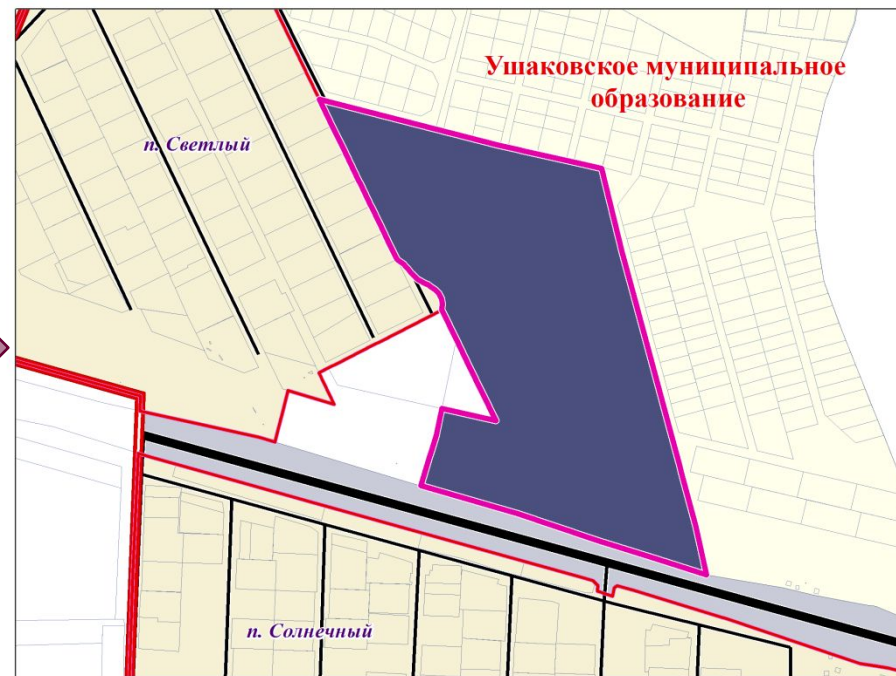 Ушаковское муниципальное
образование
п. Светлый
п. Солнечный